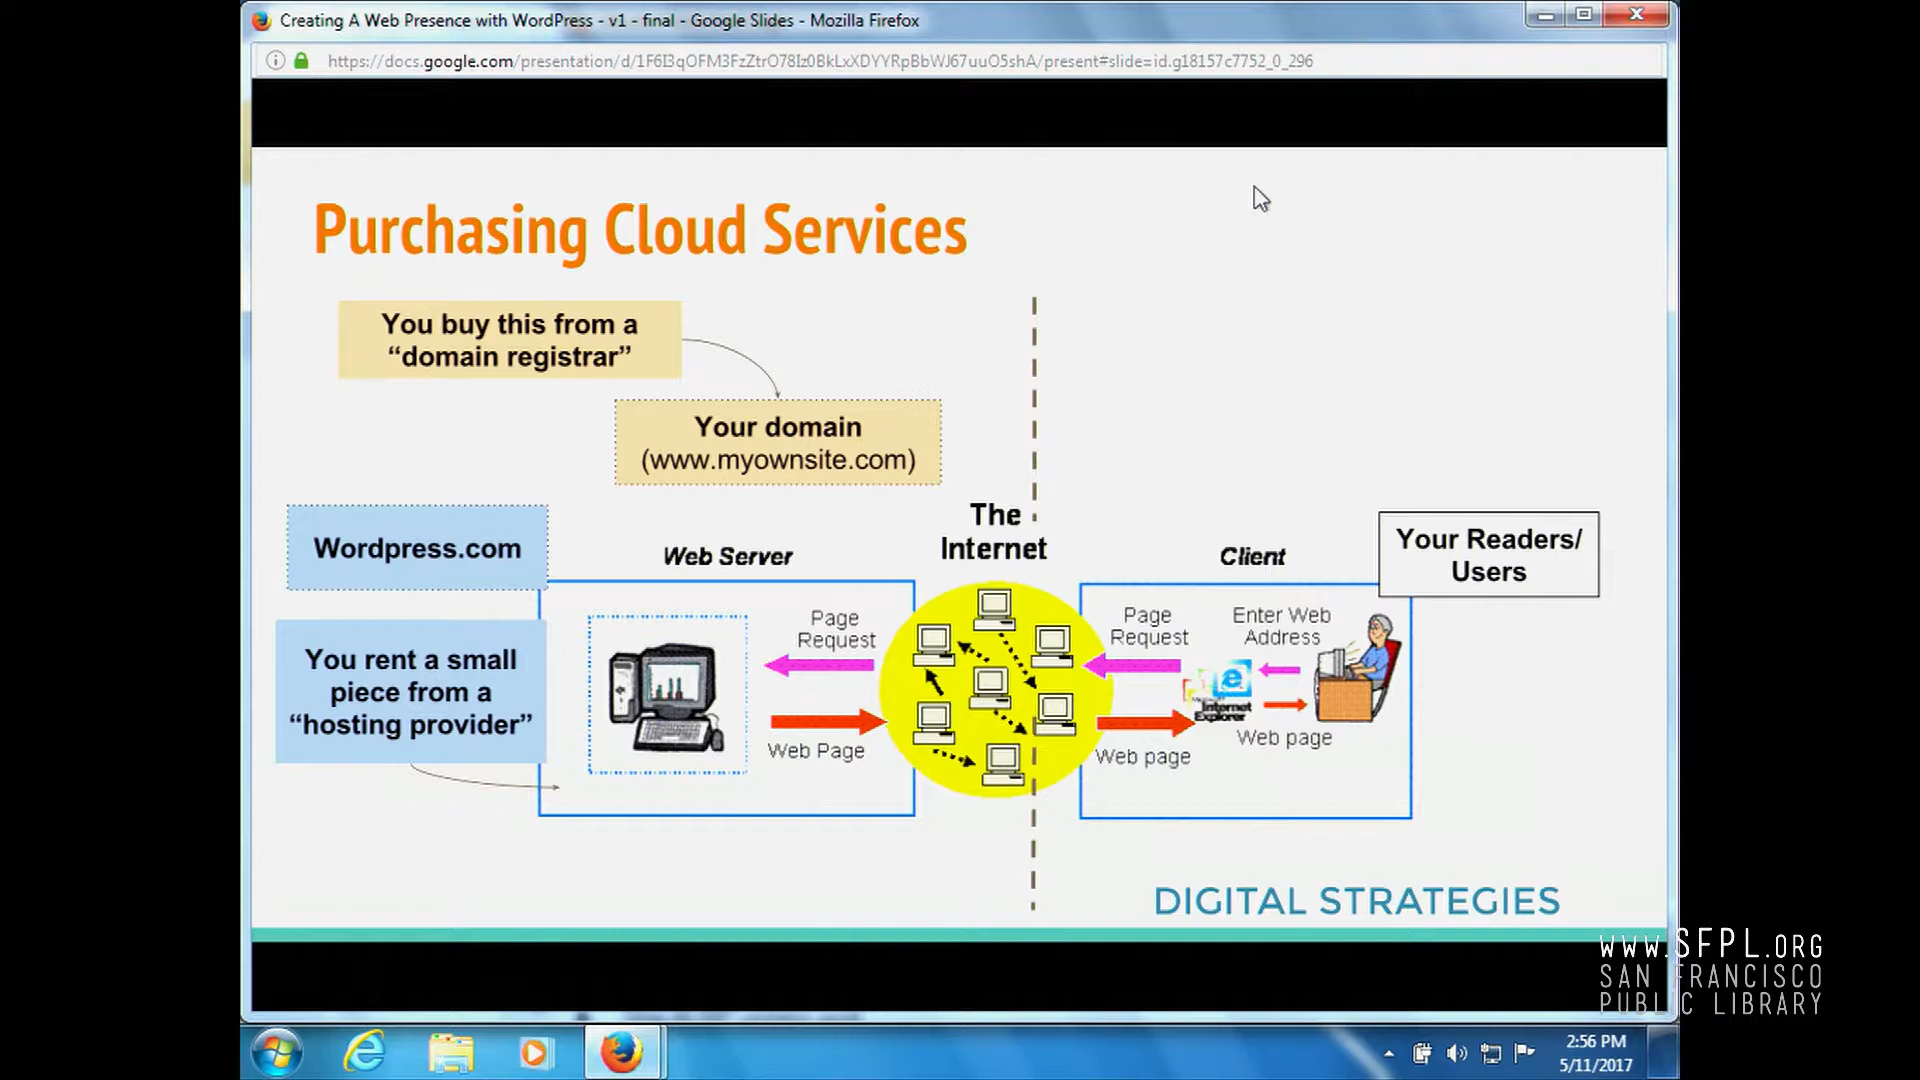 Creating A Web Presence with WordPress - v1 - final - Google Slides - Mozilla Firefox
https://docs.google.com/presentation/d/1F6I3qOFM3FzZtrO78Iz0BkLxXDYYRpBbWJ67uuO5shA/present#slide=id.g18157c7752_0_296
Purchasing Cloud Services
You buy this from a
“domain registrar”
Your domain
(www.myownsite.com)
Wordpress.com
You rent a small
piece from a
“hosting provider”
Web Server
Page
Request
Web Page
The
Internet
Client
Page
Request
Web page
Enter Web
Address
Internet
Explorer
Web page
Your Readers/
Users
DIGITAL STRATEGIES
www.SFPL.org
San Francisco
Public Library
2:56 PM
5/11/2017